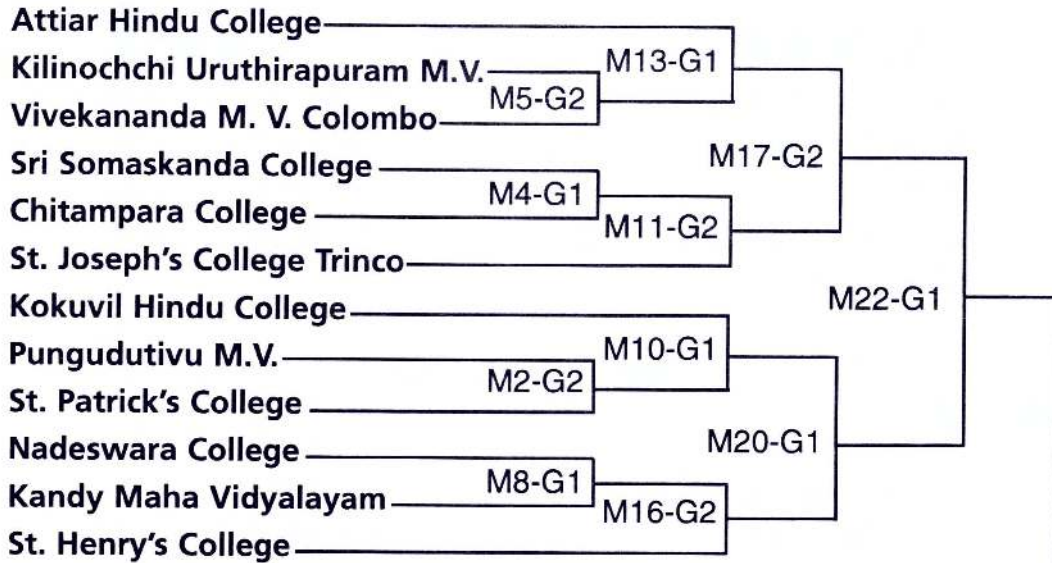 Attiar Hindu College
M13-G1
Kilinochchi Uruthirapuram M.V.
M5-G2
Vivekananda M. V. Colombo
M17-G2
Sri Somaskanda College
M4-G1
Chitampara College
M11-G2
St. Joseph's College Trinco
M22-G1
Kokuvil Hindu College
M10-G1
Pungudutivu M.V.
M2-G2
St. Patrick's College
M20-G1
Nadeswara College
M8-G1
Kandy Maha Vidyalayam
M16-G2
St. Henry's College